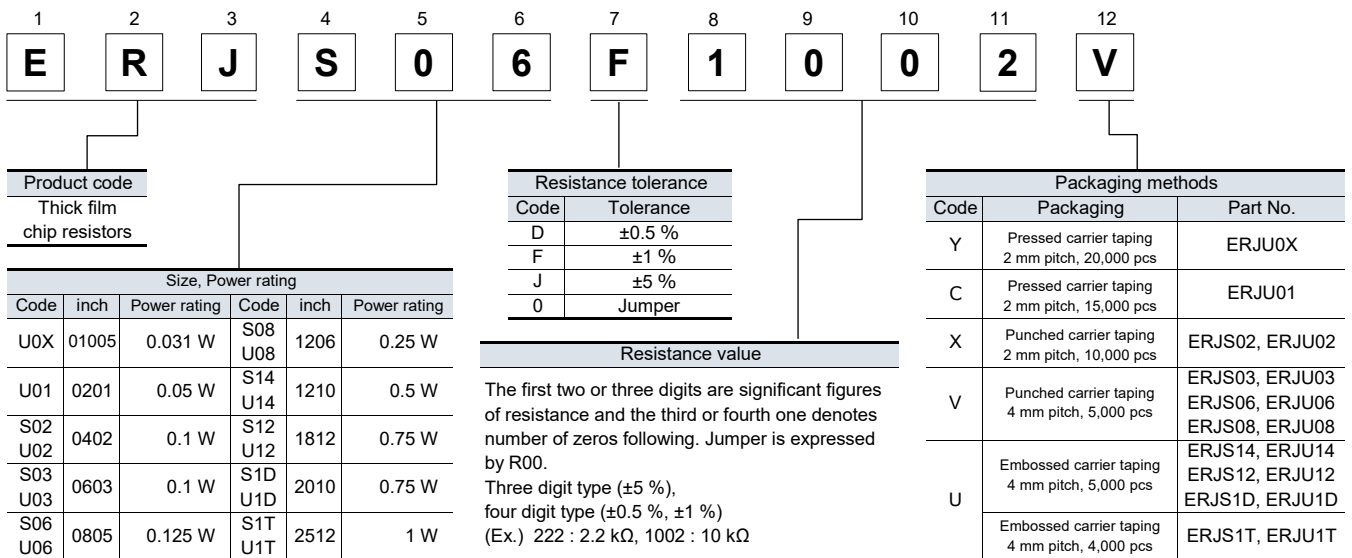 1 2 3 4 5 6 7 8 9 10 11 12
E R J S 0 6 F 1 0 0 2 V
Product code
Thick film
chip resistors
Size, Power rating
Code inch Power rating Code inch Power rating
U0X 01005 0.031 W S08 U08 1206 0.25 W
U01 0201 0.05 W S14 U14 1210 0.5 W
S02 U02 0402 0.1 W S12 U12 1812 0.75 W
S03 U03 0603 0.1 W S1D U1D 2010 0.75 W
S06 U06 0805 0.125 W S1T U1T 2512 1 W
Resistance tolerance
Code Tolerance
D ±0.5 %
F ±1 %
J ±5 %
0 Jumper
Resistance value
The first two or three digits are significant figures
of resistance and the third or fourth one denotes
number of zeros following. Jumper is expressed
by R00.
Three digit type (±5 %),
four digit type (±0.5 %, ±1 %)
(Ex.) 222 : 2.2 kΩ, 1002 : 10 kΩ
Packaging methods
Code Packaging Part No.
Y Pressed carrier taping 2 mm pitch, 20,000 pcs ERJU0X
C Pressed carrier taping 2 mm pitch, 15,000 pcs ERJU01
X Punched carrier taping 2 mm pitch, 10,000 pcs ERJS02, ERJU02
V Punched carrier taping 4 mm pitch, 5,000 pcs ERJS03, ERJU03
ERJS06, ERJU06
ERJS08, ERJU08
U Embossed carrier taping 4 mm pitch, 5,000 pcs ERJS14, ERJU14
ERJS12, ERJU12
ERJS1D, ERJU1D
Embossed carrier taping 4 mm pitch, 4,000 pcs ERJS1T, ERJU1T